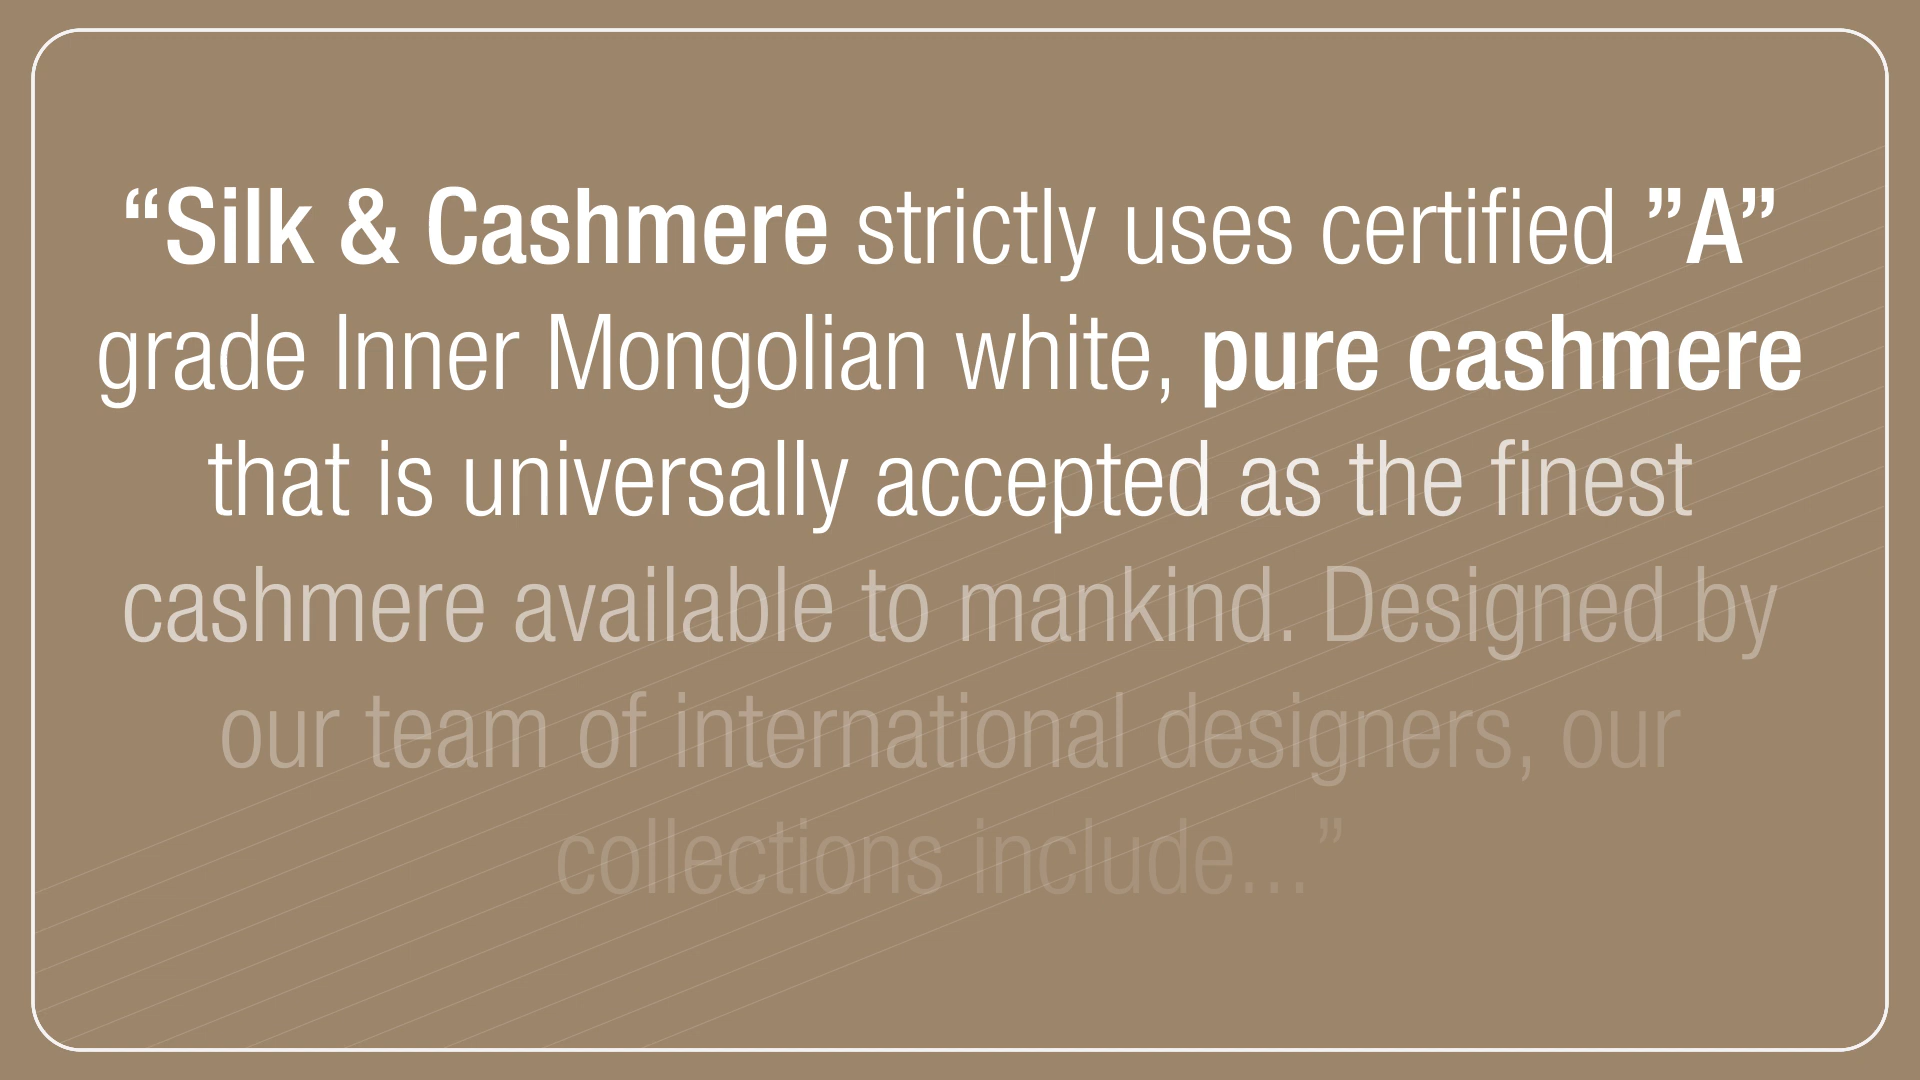 “Silk & Cashmere strictly uses certified ”A”
grade Inner Mongolian white, pure cashmere
that is universally accepted as the finest
cashmere available to mankind. Designed by
our team of international designers, our
collections include...”